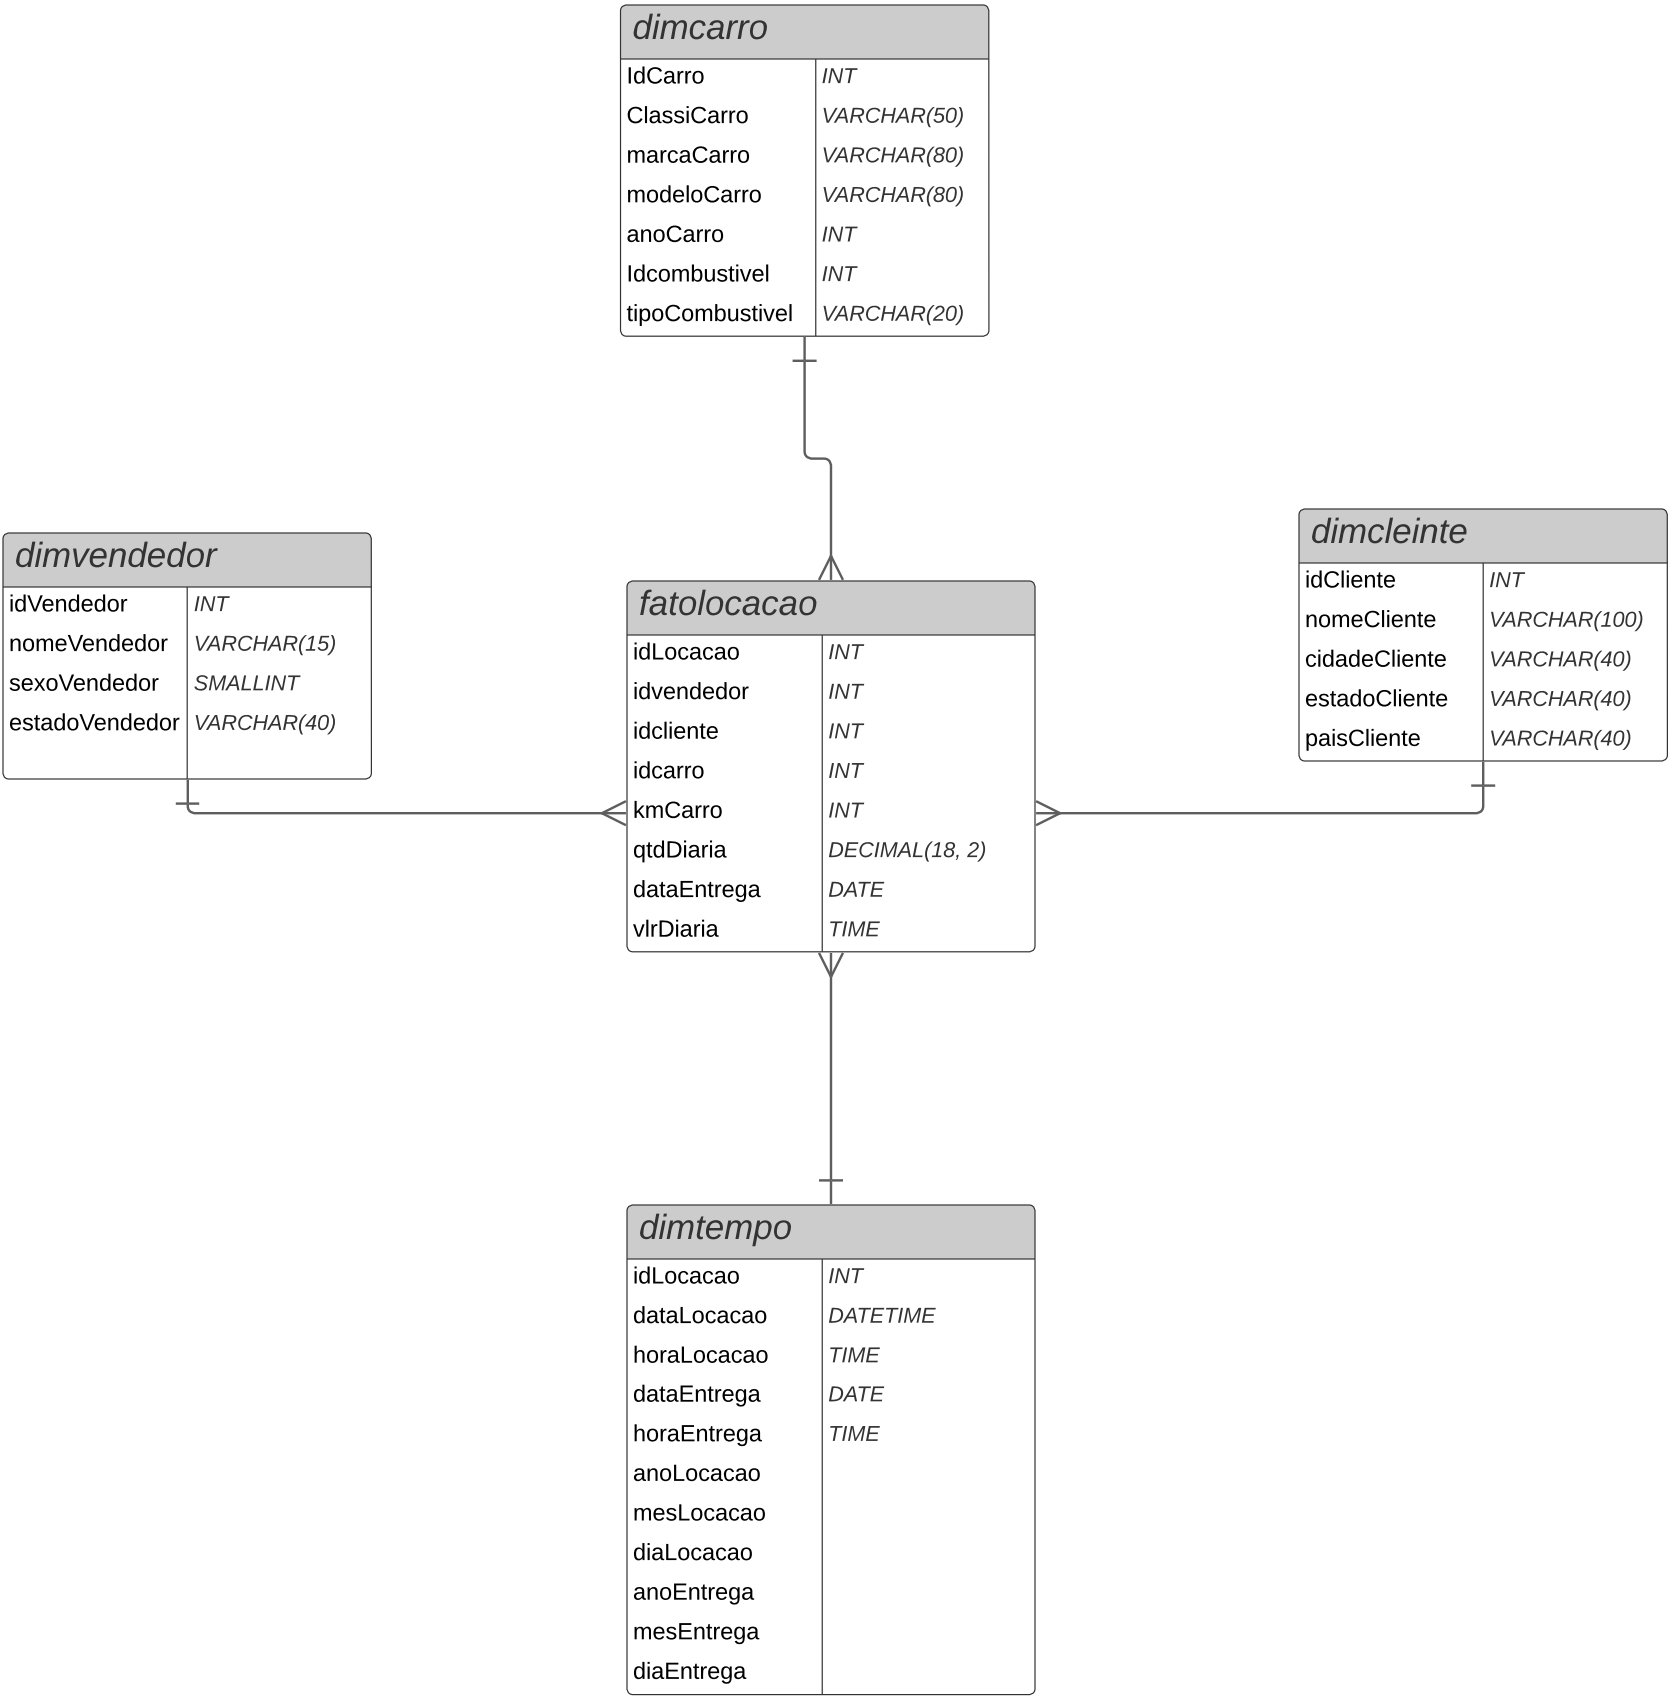 dimcarro
IdCarro INT
ClassiCarro VARCHAR(50)
marcaCarro VARCHAR(80)
modeloCarro VARCHAR(80)
anoCarro INT
Idcombustivel INT
tipoCombustivel VARCHAR(20)
dimvendedor
idVendedor INT
nomeVendedor VARCHAR(15)
sexoVendedor SMALLINT
estadoVendedor VARCHAR(40)
fatolocacao
idLocacao INT
idvendedor INT
idcliente INT
idcarro INT
kmCarro INT
qtdDiaria DECIMAL(18, 2)
dataEntrega DATE
vlrDiaria TIME
dimcleinte
idCliente INT
nomeCliente VARCHAR(100)
cidadeCliente VARCHAR(40)
estadoCliente VARCHAR(40)
paisCliente VARCHAR(40)
dimtempo
idLocacao INT
dataLocacao DATETIME
horaLocacao TIME
dataEntrega DATE
horaEntrega TIME
anoLocacao
mesLocacao
diaLocacao
anoEntrega
mesEntrega
diaEntrega